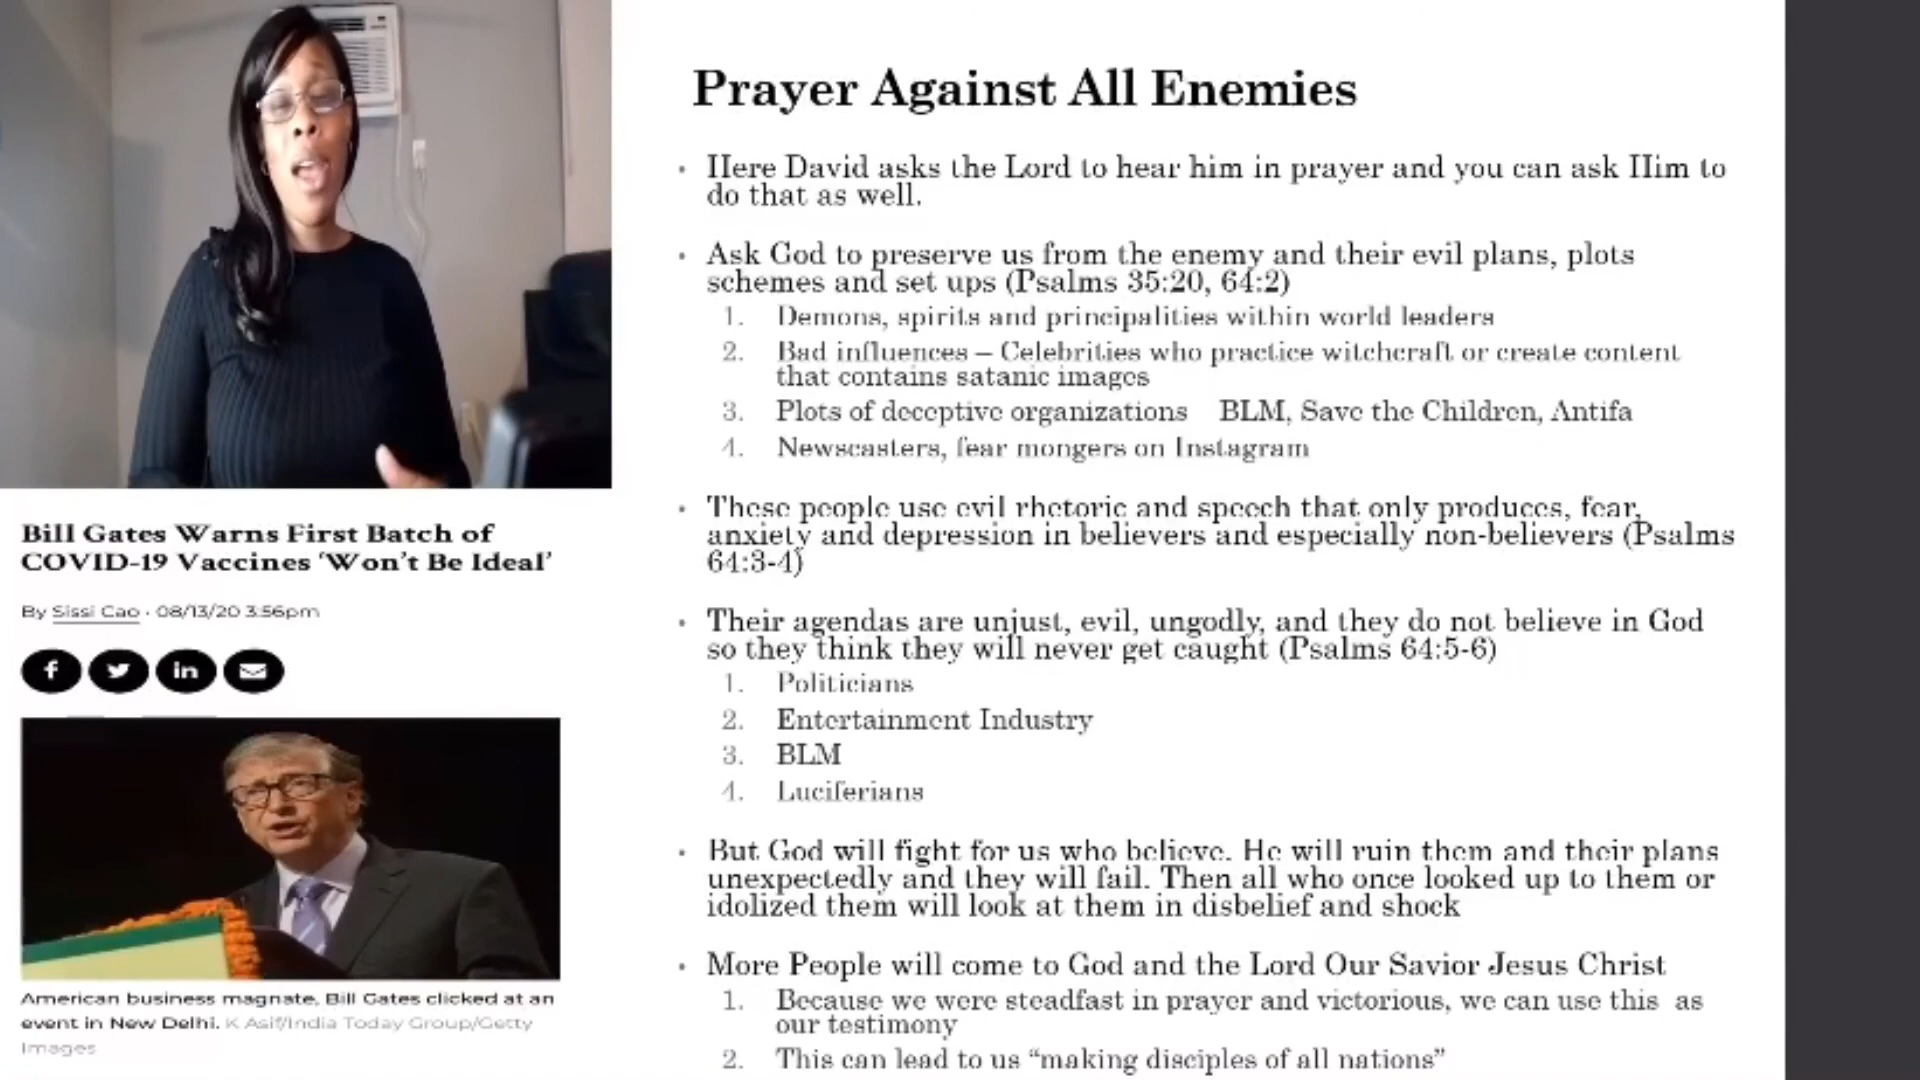 Prayer Against All Enemies
Here David asks the Lord to hear him in prayer and you can ask Him to
do that as well.
Ask God to preserve us from the enemy and their evil plans, plots
schemes and set ups (Psalms 35:20, 64:2)
1. Demons, spirits and principalities within world leaders
2. Bad influences – Celebrities who practice witchcraft or create content
that contains satanic images
3. Plots of deceptive organizations BLM, Save the Children, Antifa
4. Newscasters, fear mongers on Instagram
These people use evil rhetoric and speech that only produces, fear,
anxiety and depression in believers and especially non-believers (Psalms
64:3-4)
Their agendas are unjust, evil, ungodly, and they do not believe in God
so they think they will never get caught (Psalms 64:5-6)
1. Politicians
2. Entertainment Industry
3. BLM
4. Luciferians
But God will fight for us who believe. He will ruin them and their plans
unexpectedly and they will fail. Then all who once looked up to them or
idolized them will look at them in disbelief and shock
More People will come to God and the Lord Our Savior Jesus Christ
1. Because we were steadfast in prayer and victorious, we can use this as
our testimony
2. This can lead to us “making disciples of all nations”
Bill Gates Warns First Batch of
COVID-19 Vaccines ‘Won’t Be Ideal’
By Sissi Cao · 08/13/20 3:56pm
American business magnate, Bill Gates clicked at an
event in New Delhi. K Asif/India Today Group/Getty
Images